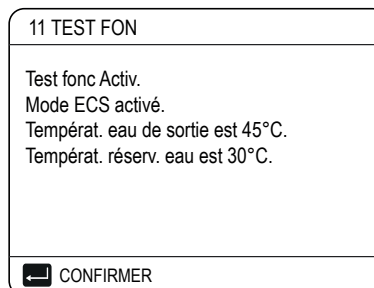 11 TEST FON
Test fonc Activ.
Mode ECS activé.
Températ. eau de sortie est 45°C.
Températ. réserv. eau est 30°C.
CONFIRMER